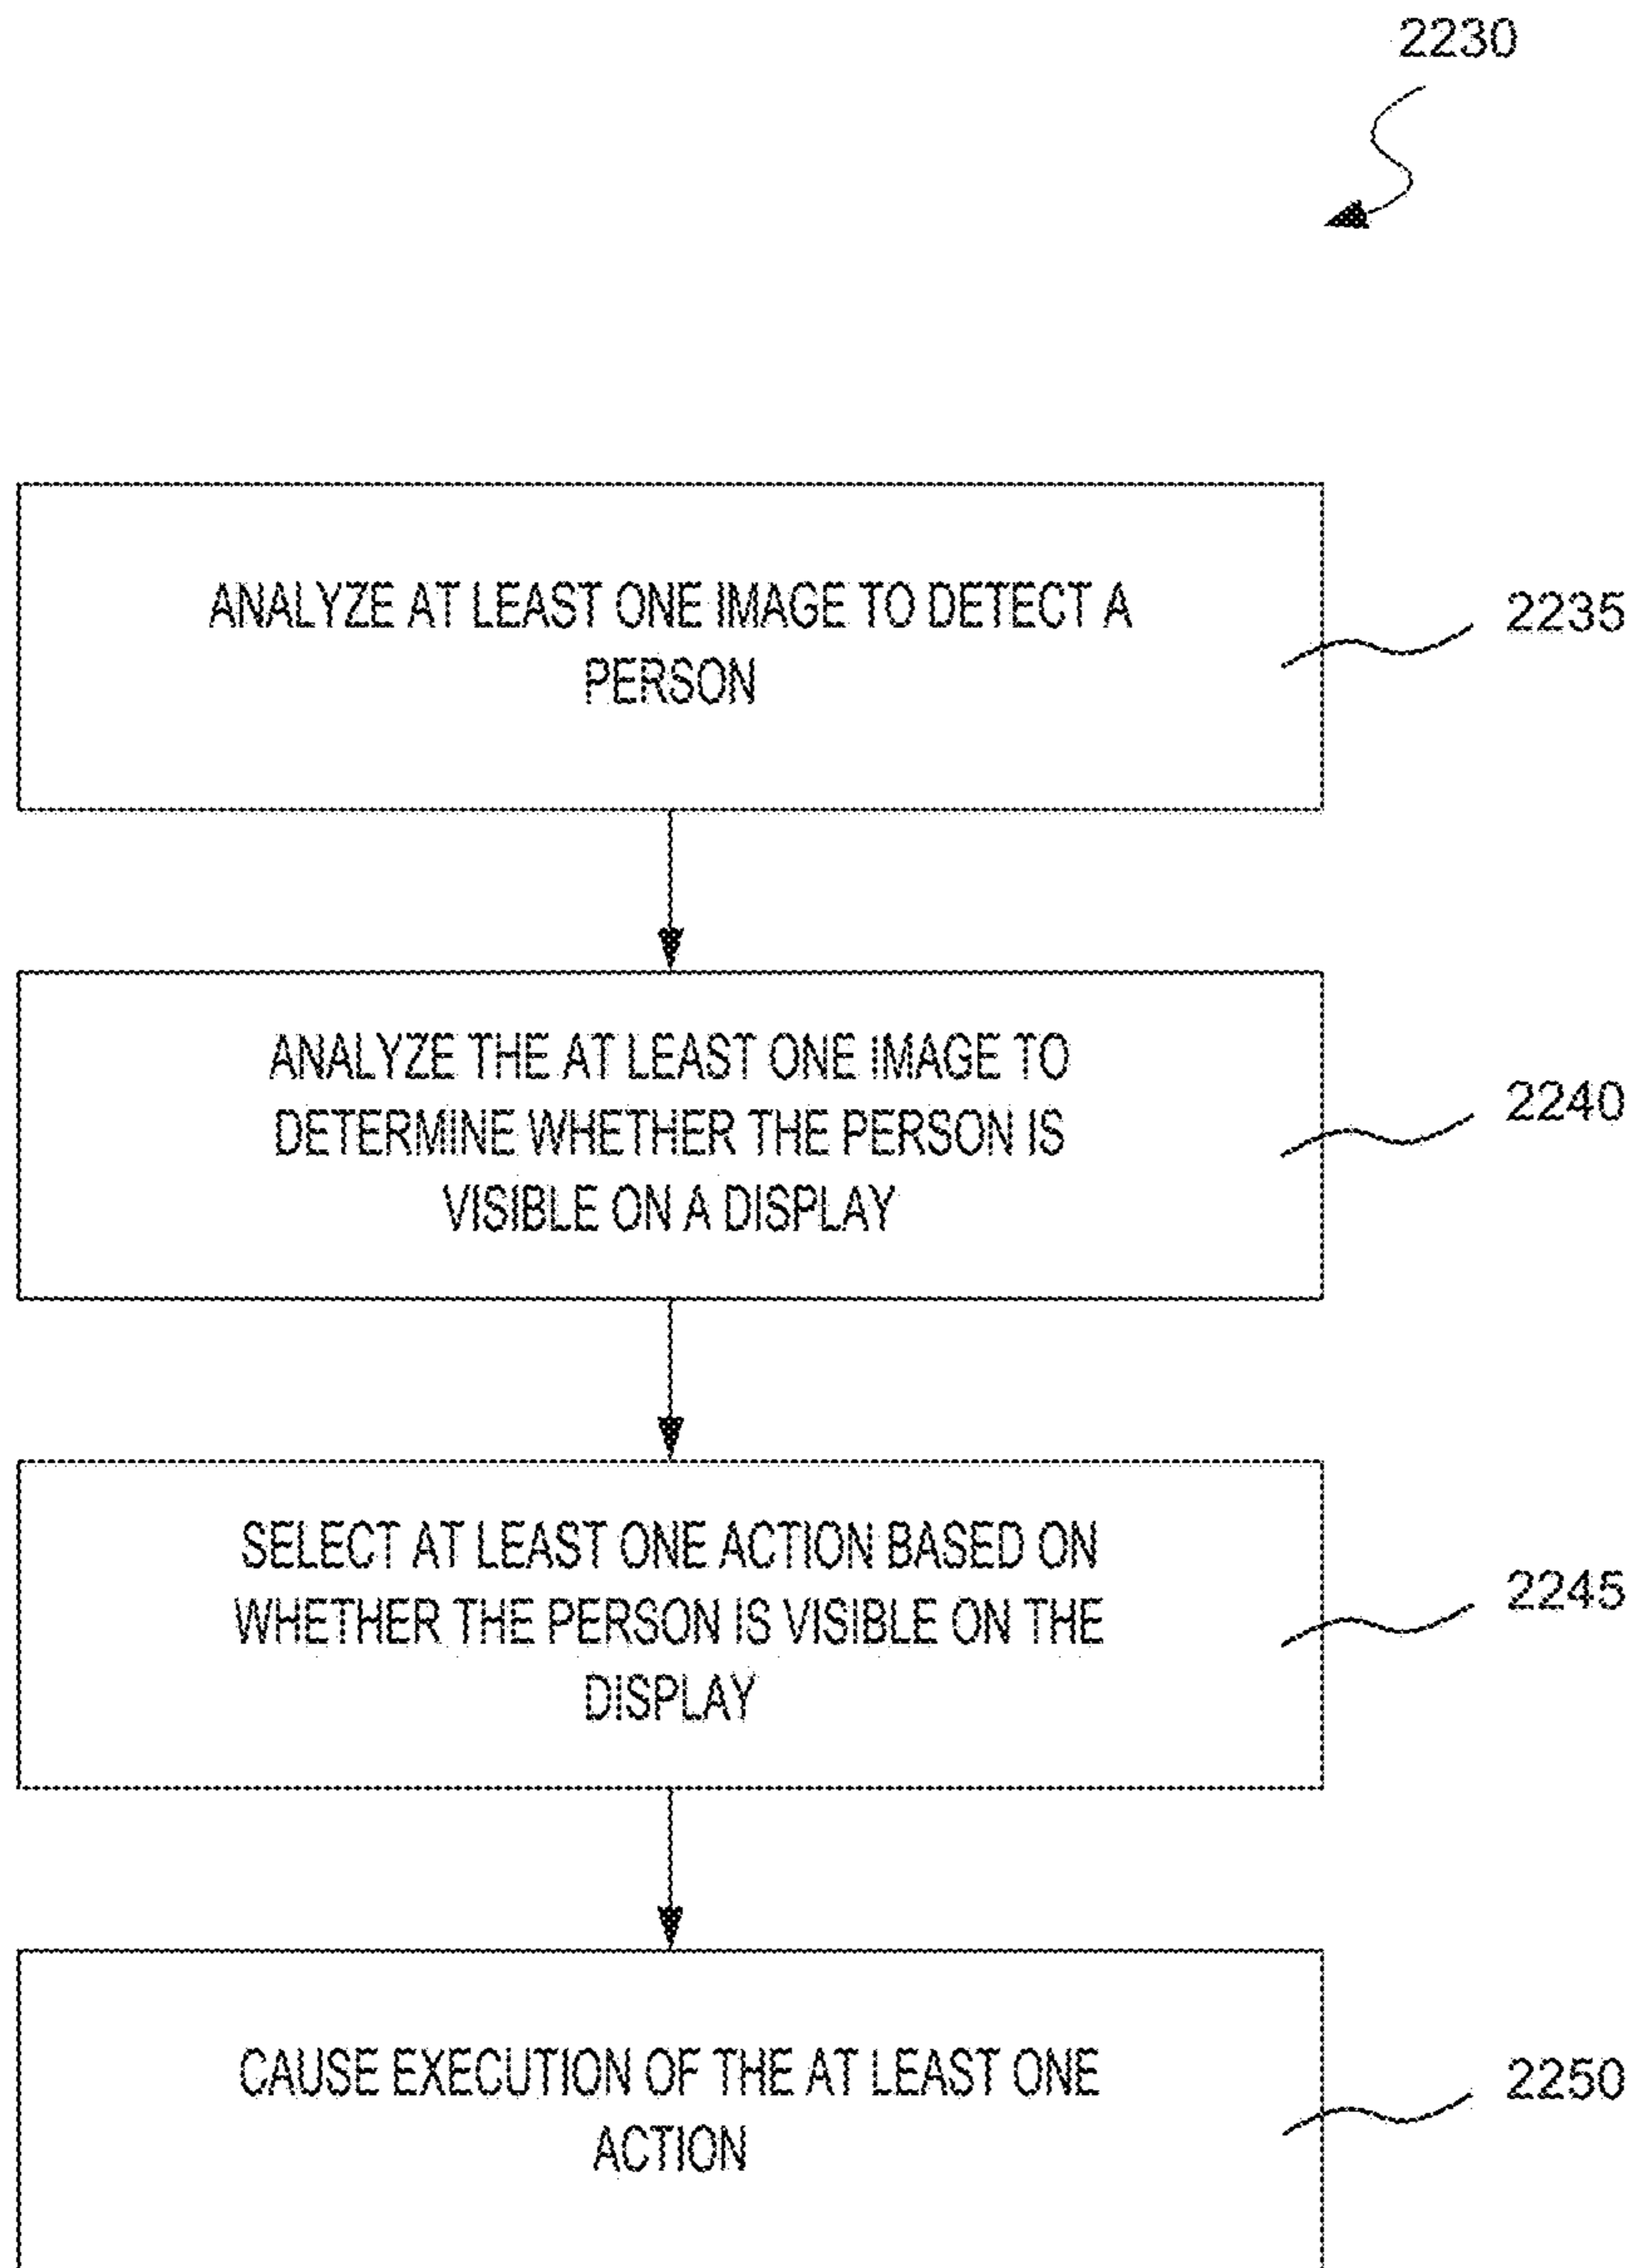 2230
ANALYZE AT LEAST ONE IMAGE TO DETECT A
PERSON
2235
ANALYZE THE AT LEAST ONE IMAGE TO
DETERMINE WHETHER THE PERSON IS
VISIBLE ON A DISPLAY
2240
SELECT AT LEAST ONE ACTION BASED ON
WHETHER THE PERSON IS VISIBLE ON THE
DISPLAY
2245
CAUSE EXECUTION OF THE AT LEAST ONE
ACTION
2250